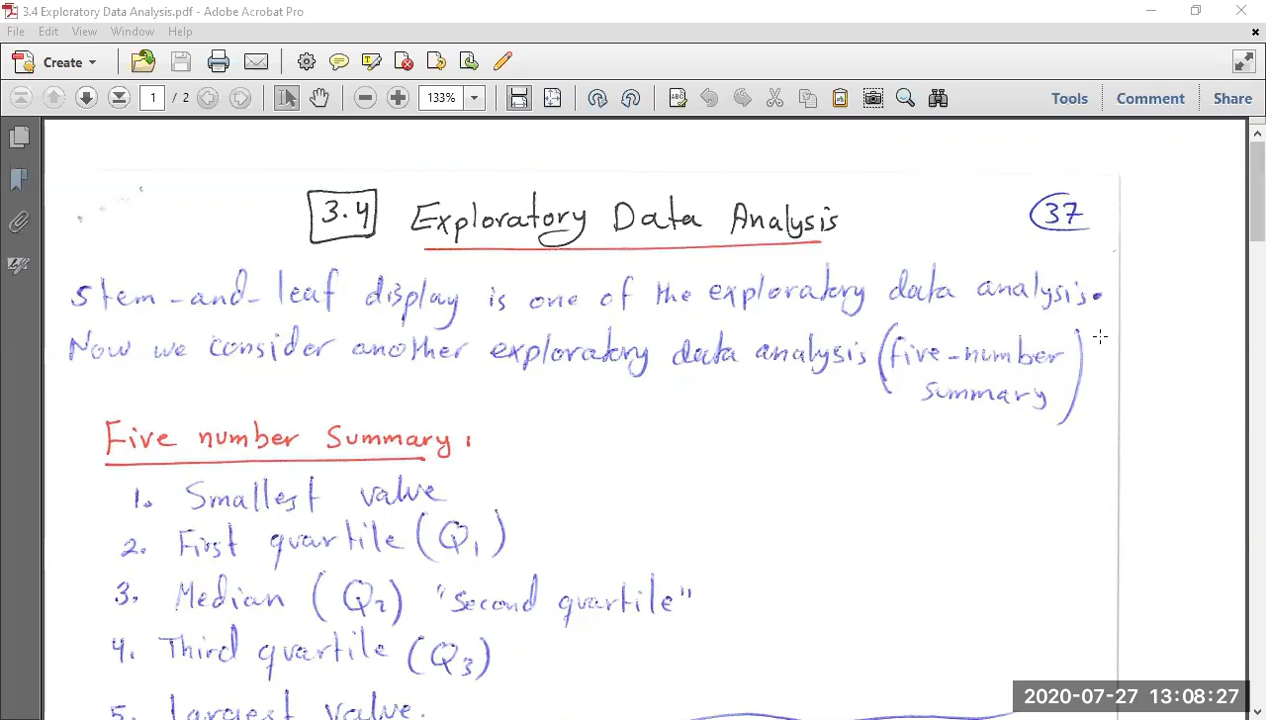 3.4 Exploratory Data Analysis.pdf - Adobe Acrobat Pro
File Edit View Window Help
Create
1 / 2 133% Tools Comment Share
3.4 Exploratory Data Analysis 37
Stem-and-leaf display is one of the exploratory data analysis.
Now we consider another exploratory data analysis (five-number
summary)
Five number summary:
1. Smallest value
2. First quartile (Q1)
3. Median (Q2) "second quartile"
4. Third quartile (Q3)
5. Largest value.
2020-07-27 13:08:27